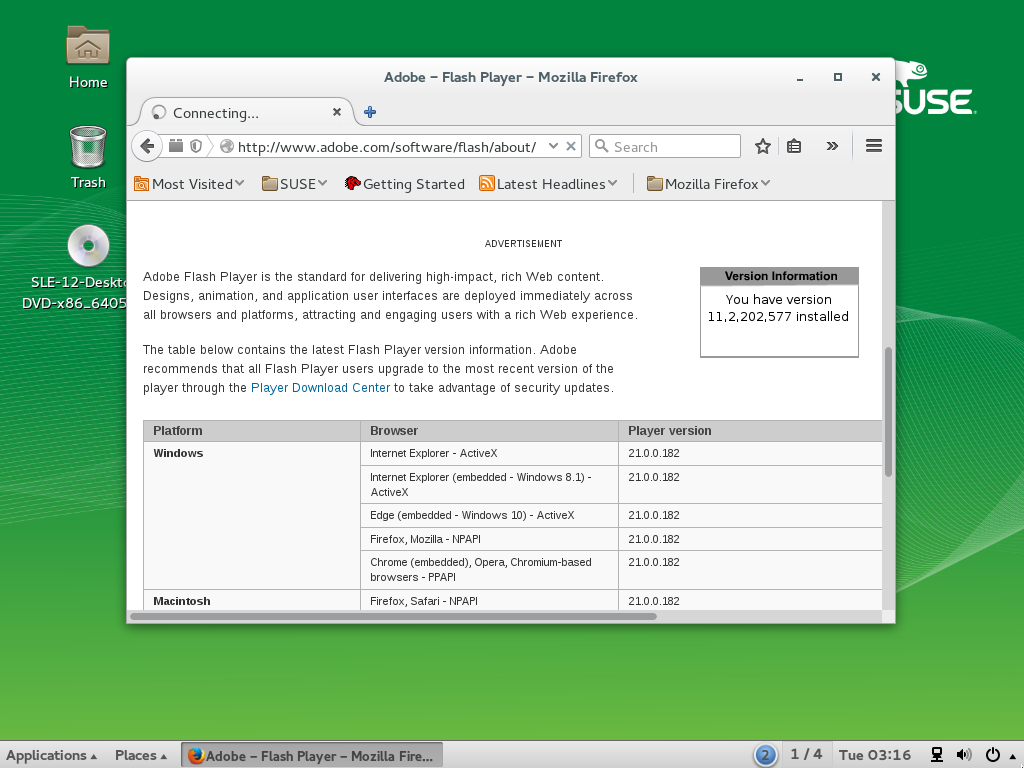 Home
Trash
SLE-12-Deskto
DVD-x86_6405
SUSE
Adobe – Flash Player – Mozilla Firefox
Connecting...
http://www.adobe.com/software/flash/about/
Search
Most Visited
SUSE
Getting Started
Latest Headlines
Mozilla Firefox
ADVERTISEMENT
Adobe Flash Player is the standard for delivering high-impact, rich Web content.
Designs, animation, and application user interfaces are deployed immediately across
all browsers and platforms, attracting and engaging users with a rich Web experience.
Version Information
You have version
11,2,202,577 installed
The table below contains the latest Flash Player version information. Adobe
recommends that all Flash Player users upgrade to the most recent version of the
player through the Player Download Center to take advantage of security updates.
Platform Browser Player version
Windows Internet Explorer - ActiveX 21.0.0.182
Internet Explorer (embedded - Windows 8.1) - 21.0.0.182
ActiveX
Edge (embedded - Windows 10) - ActiveX 21.0.0.182
Firefox, Mozilla - NPAPI 21.0.0.182
Chrome (embedded), Opera, Chromium-based 21.0.0.182
browsers - PPAPI
Macintosh Firefox, Safari - NPAPI 21.0.0.182
Applications Places Adobe – Flash Player – Mozilla Fire... 2 1 / 4 Tue 03:16